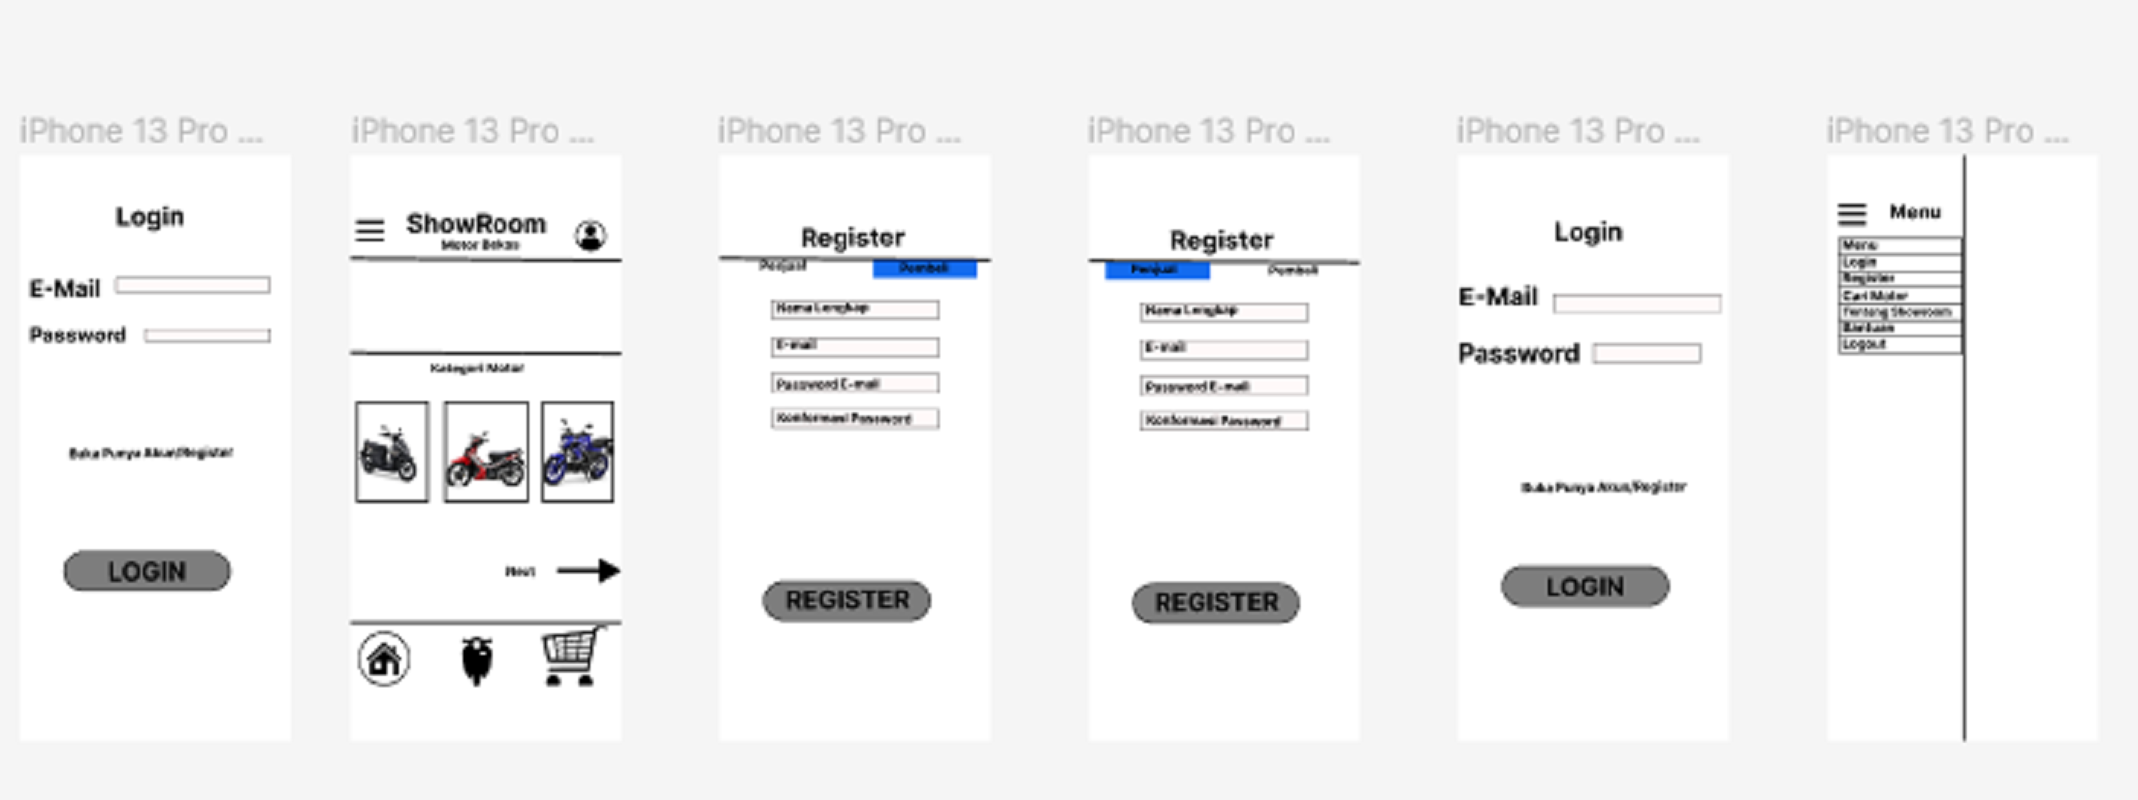 iPhone 13 Pro ...
Login
E-Mail
Password
Buka Punya Akun/Register
LOGIN
iPhone 13 Pro ...
ShowRoom
Motor Bekas
Kategori Motor
Next
iPhone 13 Pro ...
Register
Penjual Pembeli
Nama Lengkap
E-mail
Password E-mail
Konformasi Password
REGISTER
iPhone 13 Pro ...
Register
Penjual Pembeli
Nama Lengkap
E-mail
Password E-mail
Konformasi Password
REGISTER
iPhone 13 Pro ...
Login
E-Mail
Password
Buka Punya Akun/Register
LOGIN
iPhone 13 Pro ...
Menu
Menu
Login
Register
Cari Motor
Tentang Showroom
Bantuan
Logout